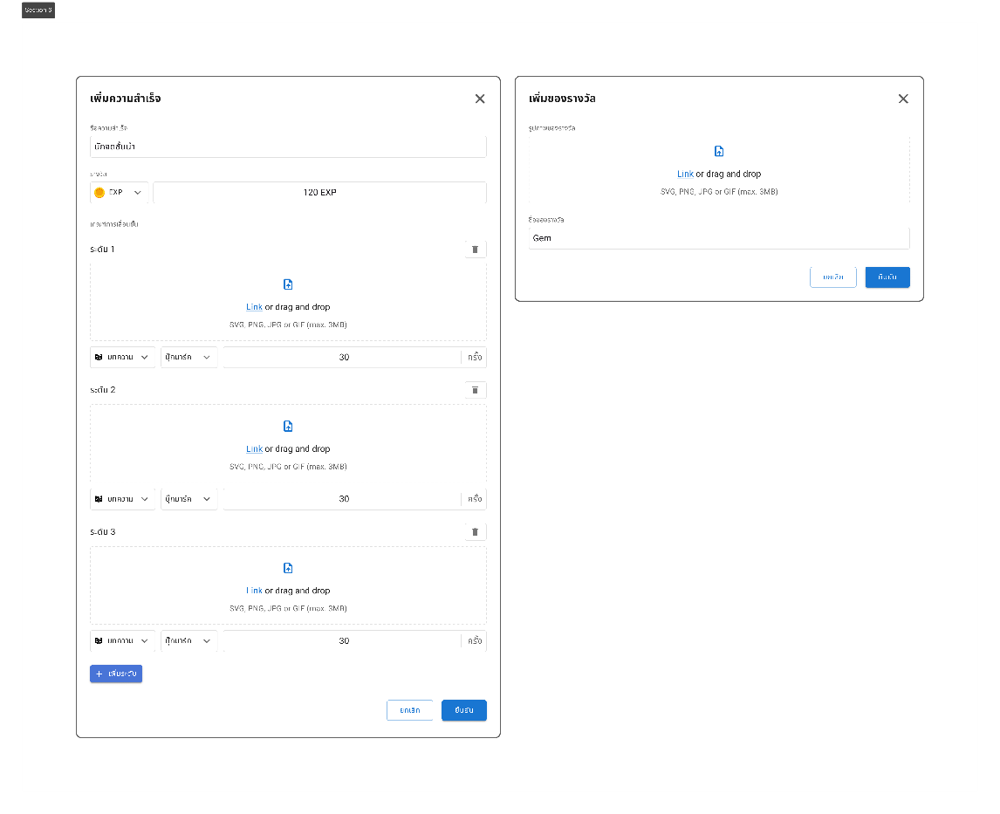 Section 6
เพิ่มความสำเร็จ
ชื่อความสำเร็จ
นักจดชั้นนำ
รางวัล
EXP
120 EXP
เกณฑ์การเลื่อนขั้น
ระดับ 1
Link or drag and drop
SVG, PNG, JPG or GIF (max. 3MB)
บทความ
บุ๊กมาร์ค
30
ครั้ง
ระดับ 2
Link or drag and drop
SVG, PNG, JPG or GIF (max. 3MB)
บทความ
บุ๊กมาร์ค
30
ครั้ง
ระดับ 3
Link or drag and drop
SVG, PNG, JPG or GIF (max. 3MB)
บทความ
บุ๊กมาร์ค
30
ครั้ง
เพิ่มระดับ
ยกเลิก
ยืนยัน
เพิ่มของรางวัล
รูปภาพของรางวัล
Link or drag and drop
SVG, PNG, JPG or GIF (max. 3MB)
ชื่อของรางวัล
Gem
ยกเลิก
ยืนยัน